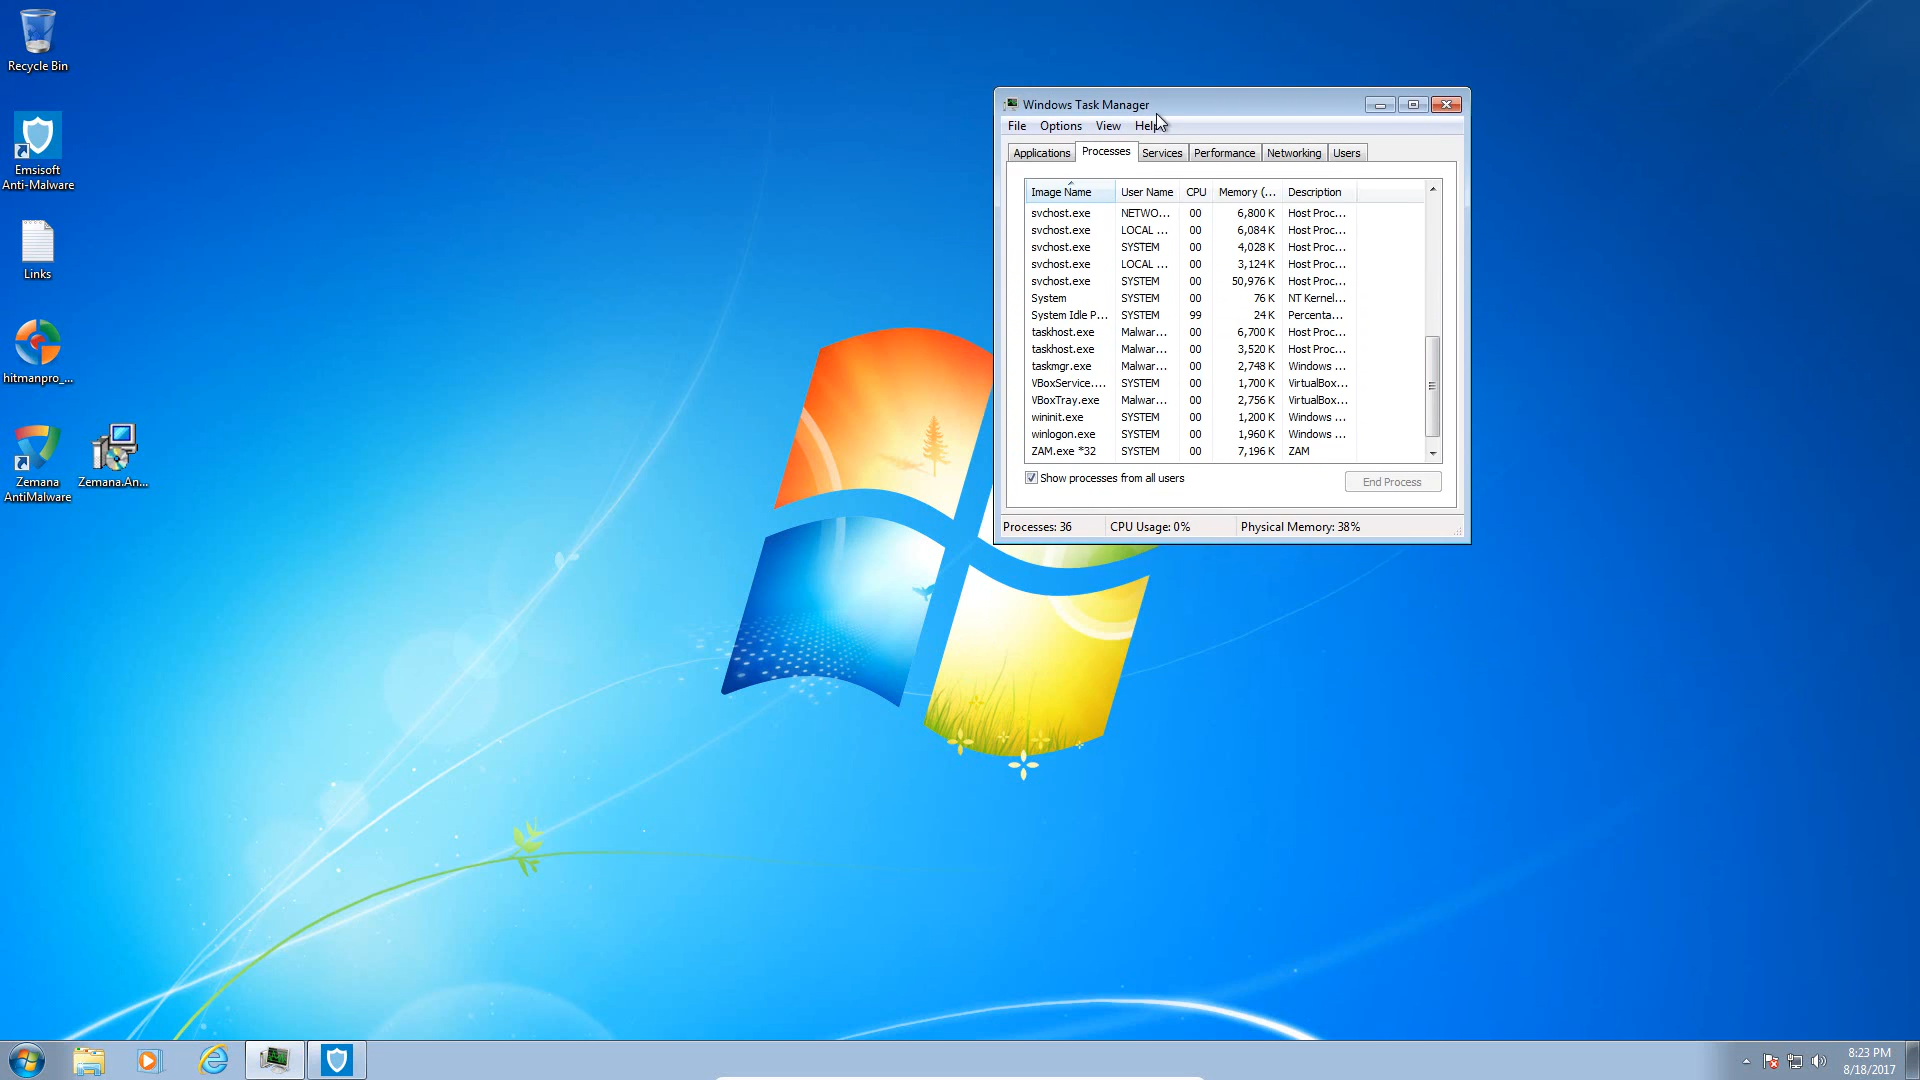 Recycle Bin
Emsisoft
Anti-Malware
Links
hitmanpro_...
Zemana
AntiMalware
Zemana.An...
Windows Task Manager
File Options View Help
Applications Processes Services Performance Networking Users
Image Name User Name CPU Memory (... Description
svchost.exe NETWO... 00 6,800 K Host Proc...
svchost.exe LOCAL ... 00 6,084 K Host Proc...
svchost.exe SYSTEM 00 4,028 K Host Proc...
svchost.exe LOCAL ... 00 3,124 K Host Proc...
svchost.exe SYSTEM 00 50,976 K Host Proc...
System SYSTEM 00 76 K NT Kernel...
System Idle P... SYSTEM 99 24 K Percenta...
taskhost.exe Malwar... 00 6,700 K Host Proc...
taskhost.exe Malwar... 00 3,520 K Host Proc...
taskmgr.exe Malwar... 00 2,748 K Windows ...
VBoxService.... SYSTEM 00 1,700 K VirtualBox...
VBoxTray.exe Malwar... 00 2,756 K VirtualBox...
wininit.exe SYSTEM 00 1,200 K Windows ...
winlogon.exe SYSTEM 00 1,960 K Windows ...
ZAM.exe *32 SYSTEM 00 7,196 K ZAM
Show processes from all users
End Process
Processes: 36 CPU Usage: 0% Physical Memory: 38%
8:23 PM
8/18/2017